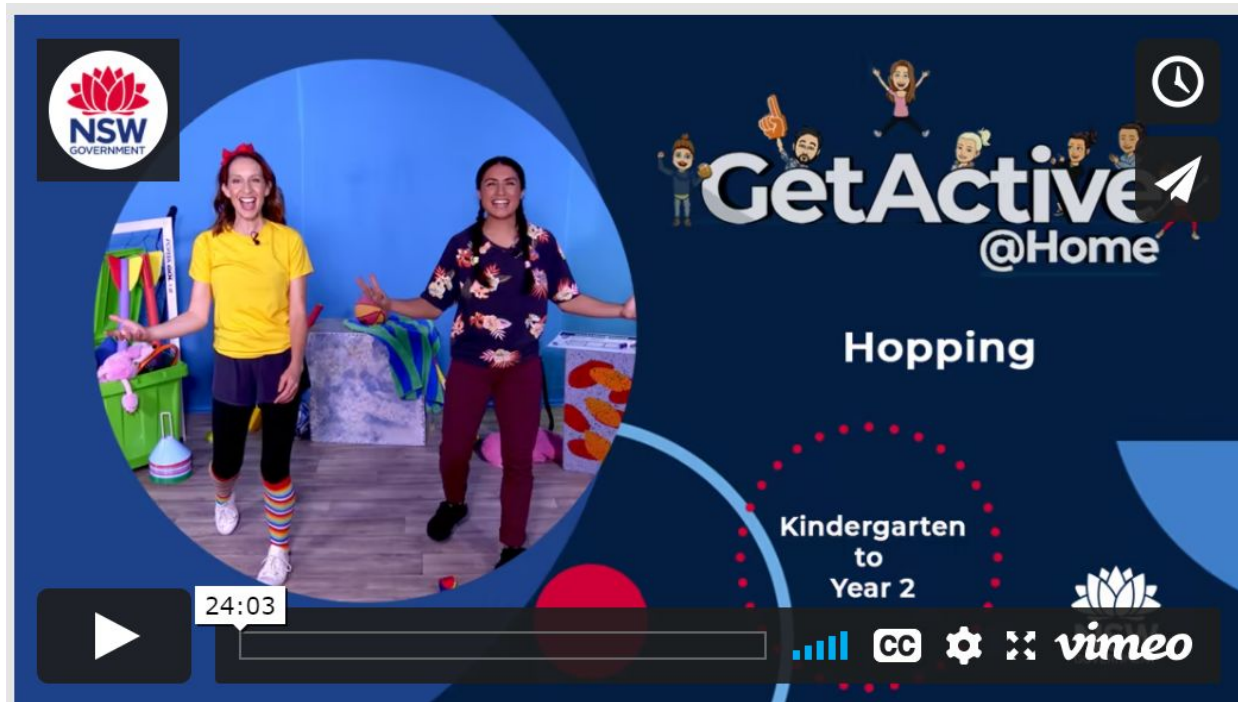 NSW
GOVERNMENT
GetActive
@Home
Hopping
Kindergarten
to
Year 2
24:03
CC
vimeo